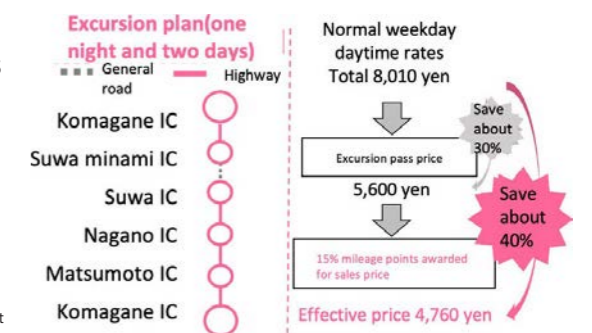 Excursion plan(one
night and two days)
General
road
Highway
Komagane IC
Suwa minami IC
Suwa IC
Nagano IC
Matsumoto IC
Komagane IC
Normal weekday
daytime rates
Total 8,010 yen
Save
about
30%
Excursion pass price
5,600 yen
Save
about
40%
15% mileage points awarded
for sales price
Effective price 4,760 yen